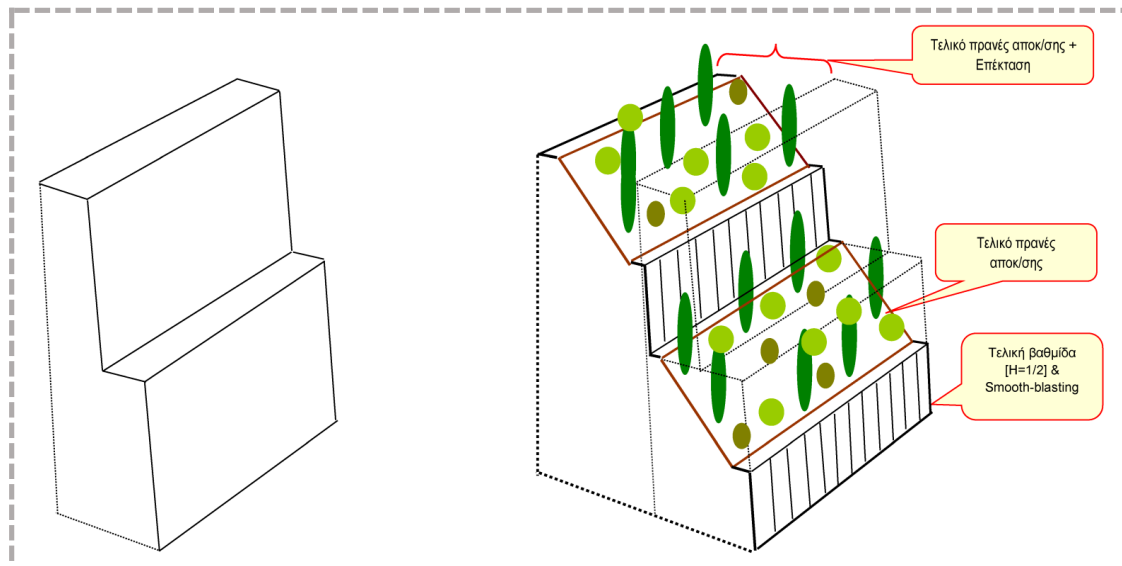 Τελικό πρανές αποκ/σης +
Επέκταση
Τελικό πρανές
αποκ/σης
Τελική βαθμίδα
[H=1/2] &
Smooth-blasting